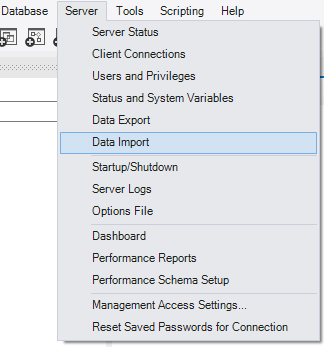 Database Server Tools Scripting Help
Server Status
Client Connections
Users and Privileges
Status and System Variables
Data Export
Data Import
Startup/Shutdown
Server Logs
Options File
Dashboard
Performance Reports
Performance Schema Setup
Management Access Settings...
Reset Saved Passwords for Connection